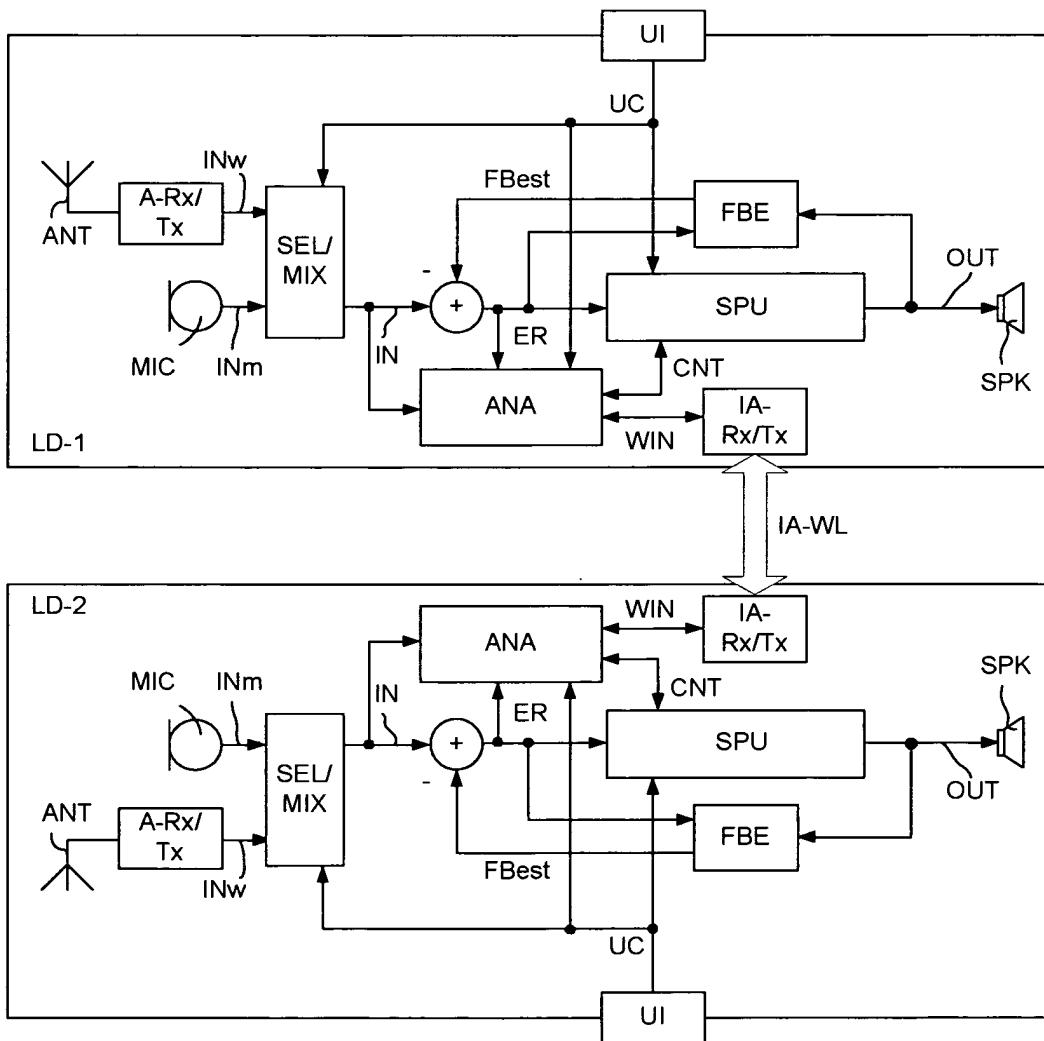 UI
UC
INw
A-Rx/
Tx
ANT
FBest
FBE
SEL/
MIX
-
+
SPU
OUT
IN
ER
MIC
INm
CNT
SPK
ANA
WIN
IA-
Rx/Tx
LD-1
IA-WL
LD-2
WIN
IA-
Rx/Tx
ANA
MIC
INm
IN
ER
CNT
SPK
+
SPU
SEL/
MIX
-
OUT
ANT
A-Rx/
Tx
FBE
INw
FBest
UC
UI